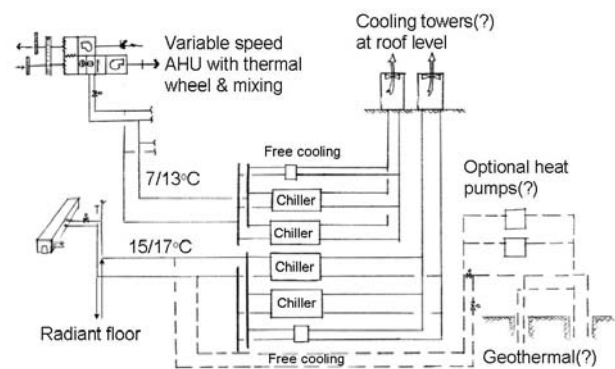 Variable speed
AHU with thermal
wheel & mixing
Cooling towers(?)
at roof level
Free cooling
Optional heat
pumps(?)
7/13°C
Chiller
Chiller
15/17°C
Chiller
Chiller
Radiant floor
Free cooling
Geothermal(?)